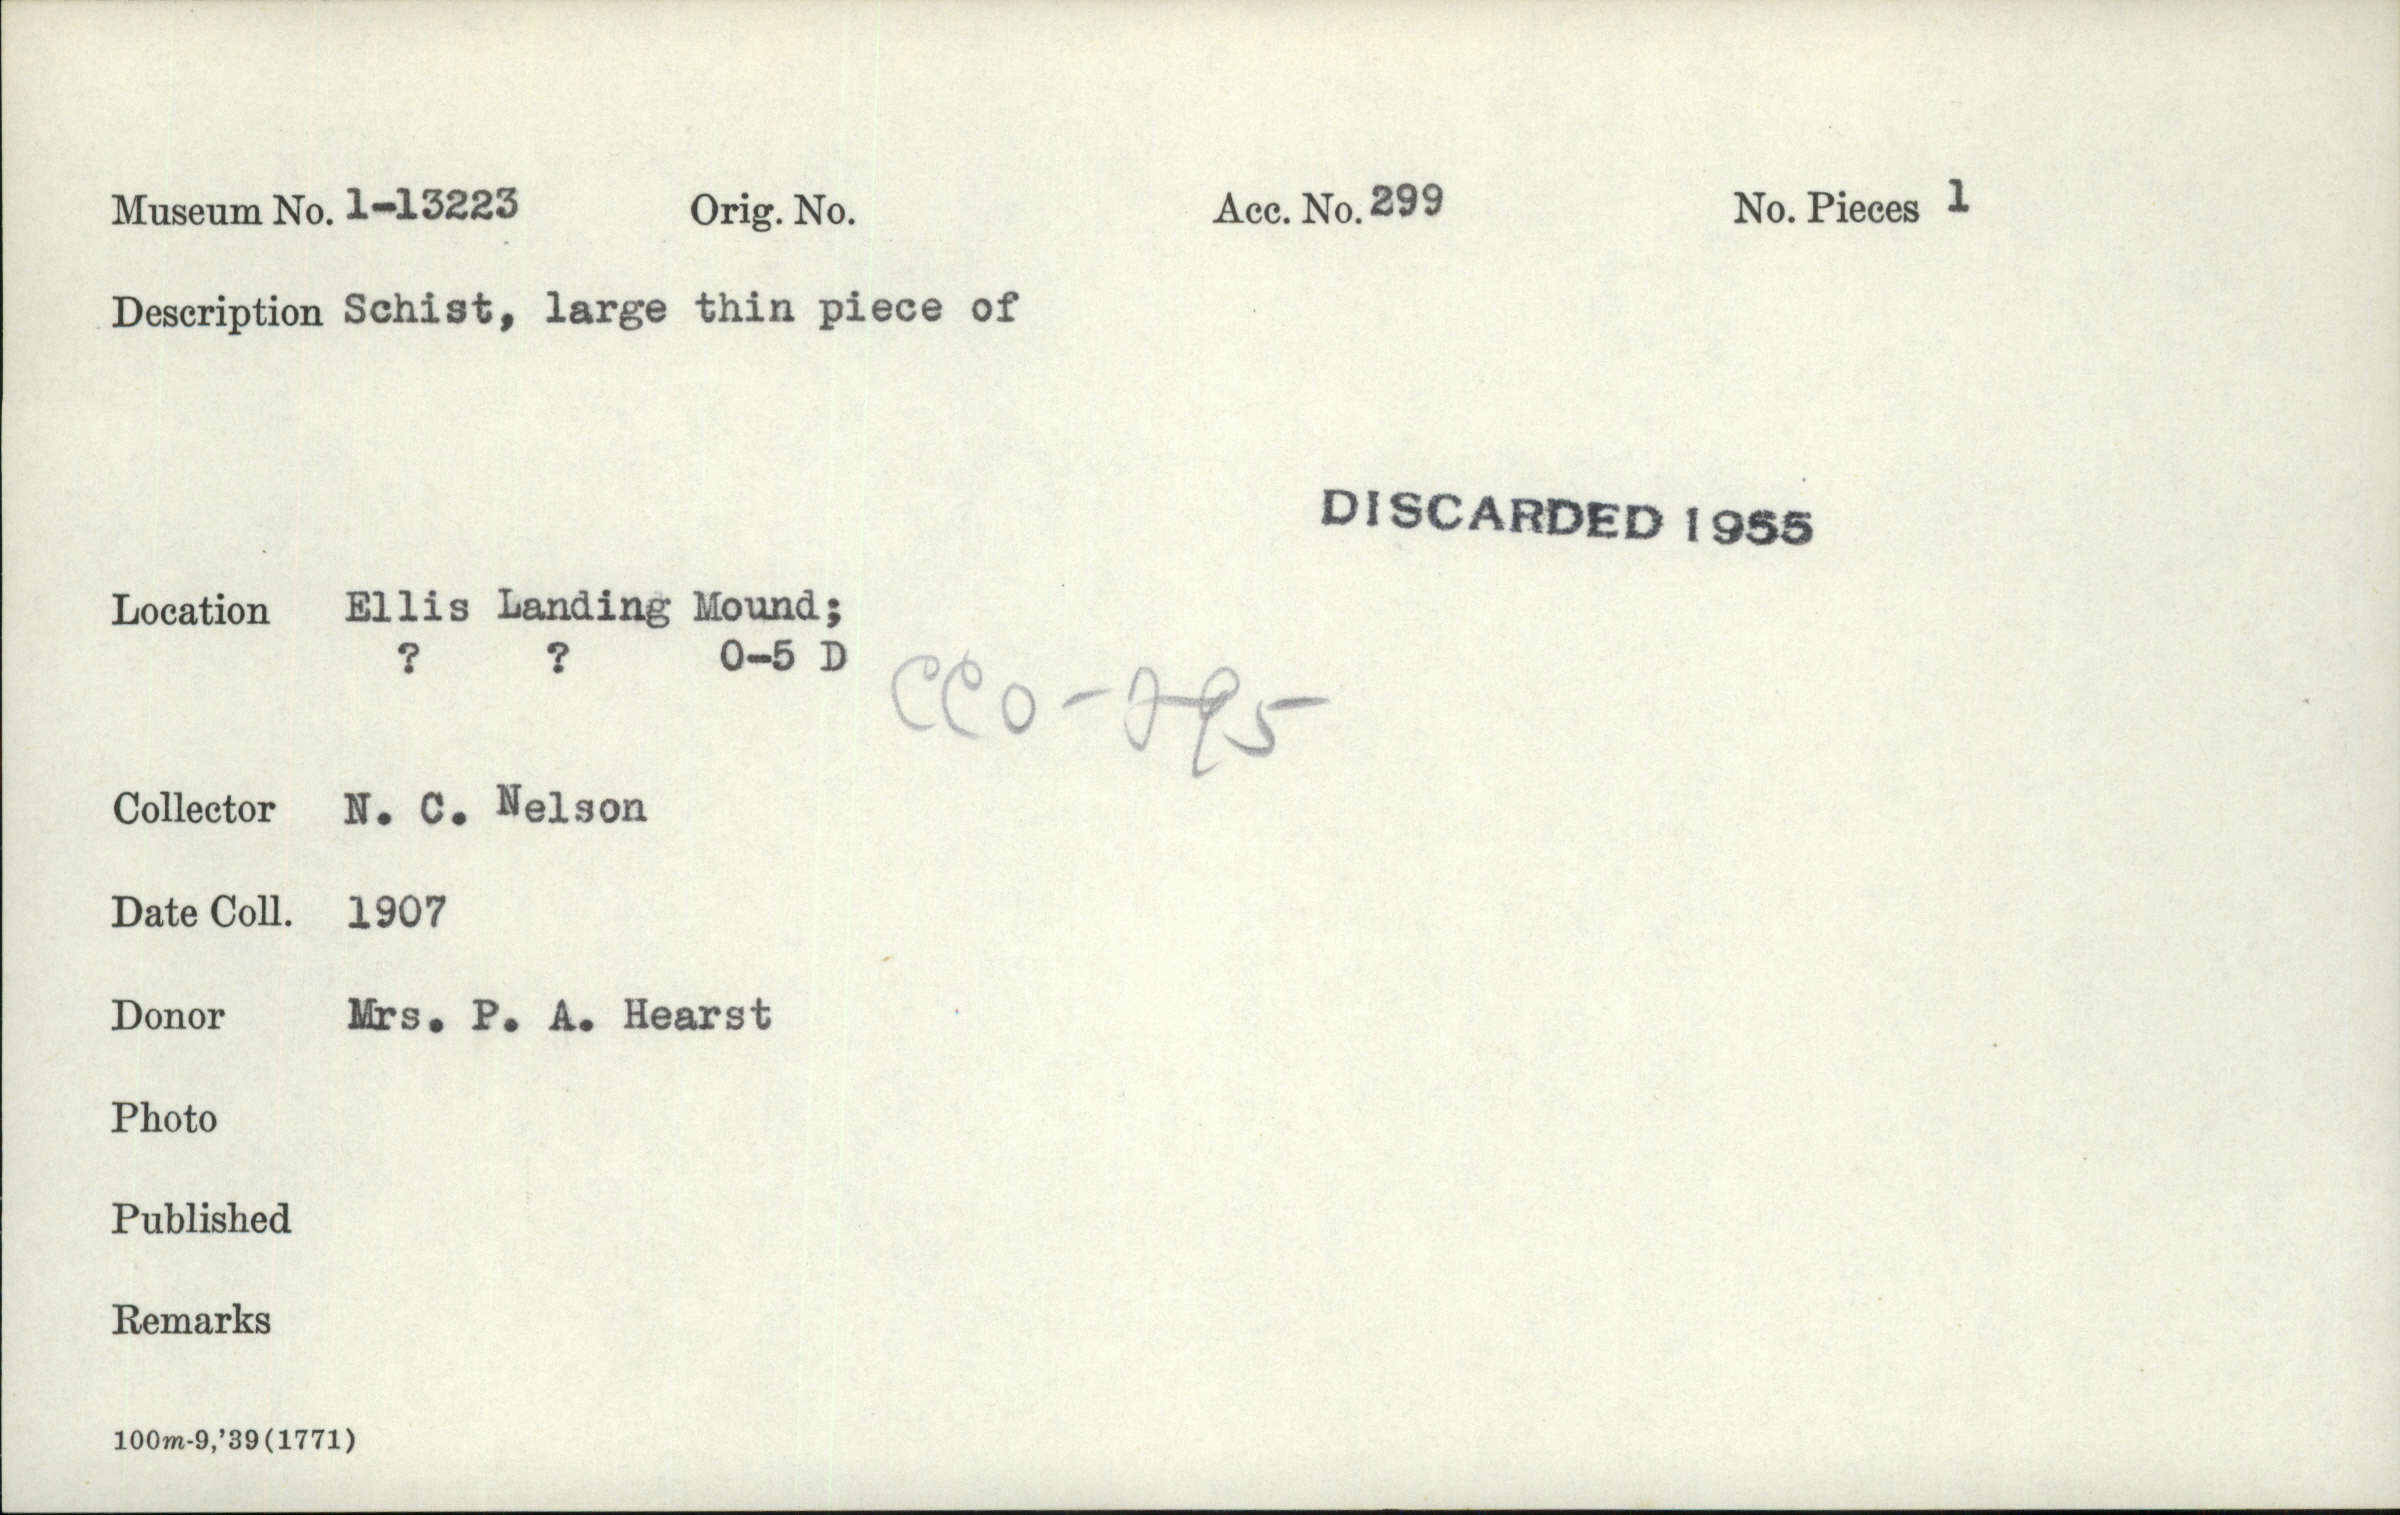 Museum No. 1-13223 Orig. No. Acc. No. 299 No. Pieces 1
Description Schist, large thin piece of
DISCARDED 1955
Location Ellis Landing Mound;
? ? 0-5 D
CCO-295
Collector N. C. Nelson
Date Coll. 1907
Donor Mrs. P. A. Hearst
Photo
Published
Remarks
100m-9,'39(1771)